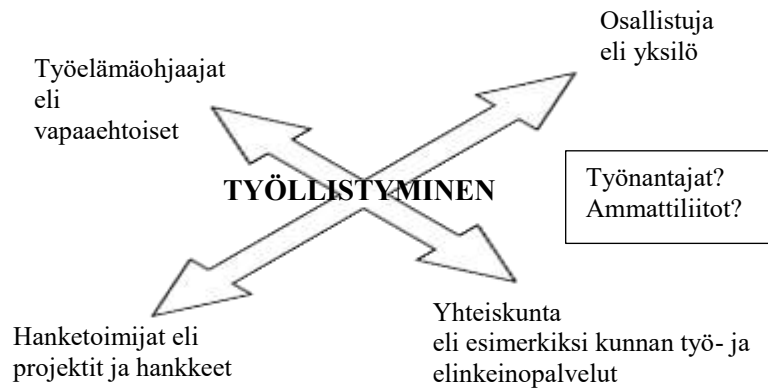 Osallistuja
eli yksilö
Työelämäohjaajat
eli
vapaaehtoiset
TYÖLLISTYMINEN
Työnantajat?
Ammattiliitot?
Hanketoimijat eli
projektit ja hankkeet
Yhteiskunta
eli esimerkiksi kunnan työ- ja
elinkeinopalvelut